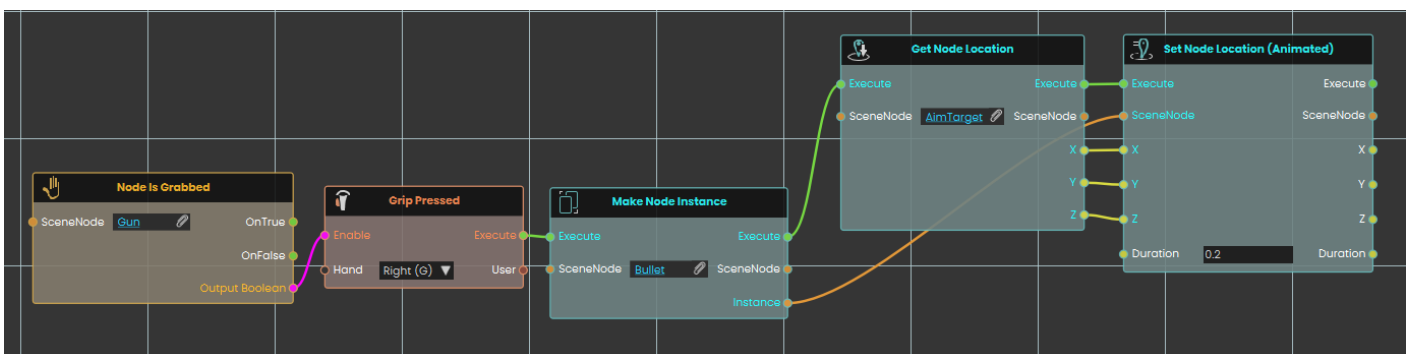 Node Is Grabbed
SceneNode Gun OnTrue
OnFalse
Output Boolean
Grip Pressed
Enable Execute
Hand Right (G) User
Make Node Instance
Execute Execute
SceneNode Bullet SceneNode
Instance
Get Node Location
Execute Execute
SceneNode AimTarget SceneNode
X
Y
Z
Set Node Location (Animated)
Execute Execute
SceneNode SceneNode
X X
Y Y
Z Z
Duration 0.2 Duration